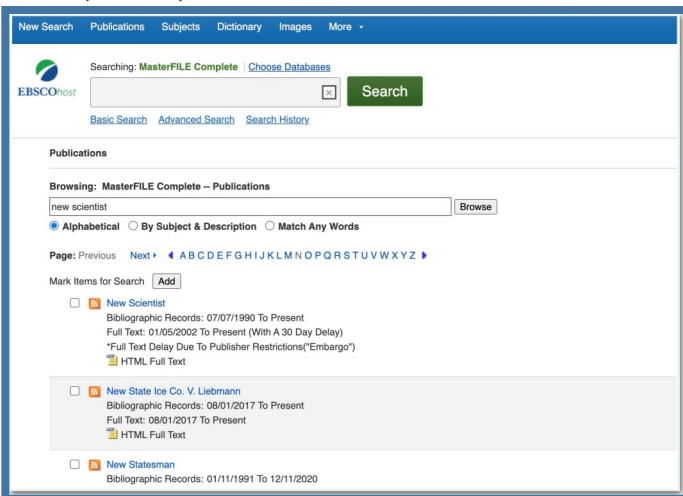 New Search Publications Subjects Dictionary Images More
Searching: MasterFILE Complete Choose Databases
EBSCOhost
Search
Basic Search Advanced Search Search History
Publications
Browsing: MasterFILE Complete -- Publications
new scientist Browse
Alphabetical By Subject & Description Match Any Words
Page: Previous Next A B C D E F G H I J K L M N O P Q R S T U V W X Y Z
Mark Items for Search Add
New Scientist
Bibliographic Records: 07/07/1990 To Present
Full Text: 01/05/2002 To Present (With A 30 Day Delay)
*Full Text Delay Due To Publisher Restrictions("Embargo")
HTML Full Text
New State Ice Co. V. Liebmann
Bibliographic Records: 08/01/2017 To Present
Full Text: 08/01/2017 To Present
HTML Full Text
New Statesman
Bibliographic Records: 01/11/1991 To 12/11/2020